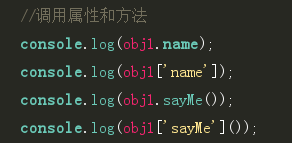 //调用属性和方法
console.log(obj1.name);
console.log(obj1['name']);
console.log(obj1.sayMe());
console.log(obj1['sayMe']());